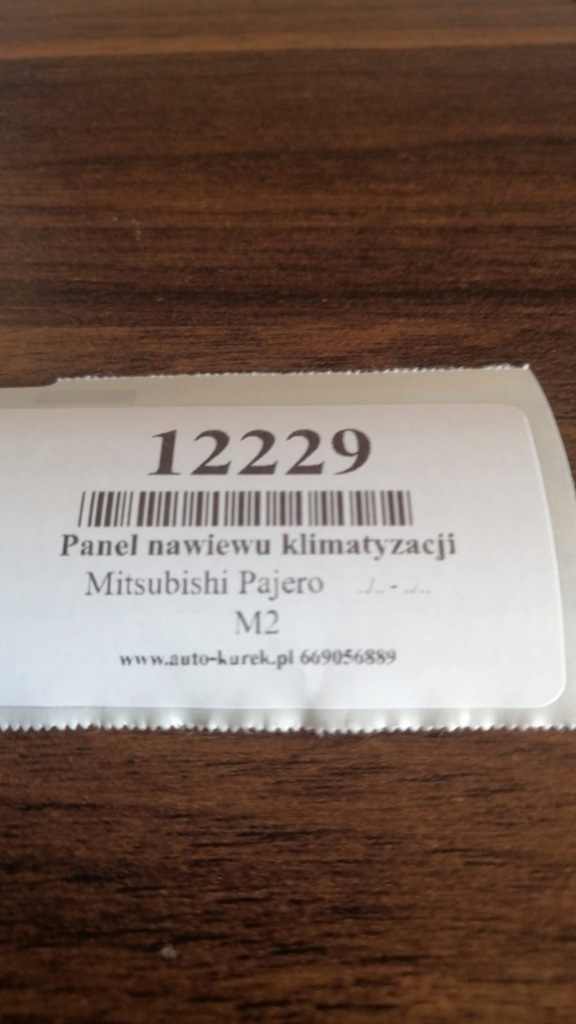 12229
Panel nawiewu klimatyzacji
Mitsubishi Pajero ../.. - ../..
M2
www.auto-kurek.pl 669056889